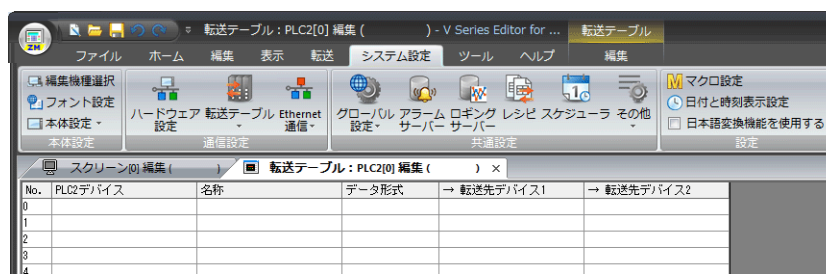 転送テーブル : PLC2[0] 編集 (          ) - V Series Editor for ... 転送テーブル
ZM ファイル ホーム 編集 表示 転送 システム設定 ツール ヘルプ 編集
編集機種選択
フォント設定
本体設定
本体設定
ハードウェア設定 転送テーブル Ethernet通信
通信設定
グローバル設定 アラームサーバー ロギングサーバー レシピ スケジューラ その他
共通設定
マクロ設定
日付と時刻表示設定
日本語変換機能を使用する
設定
スクリーン[0] 編集 (          ) 転送テーブル : PLC2[0] 編集 (          ) ×
No. PLC2デバイス 名称 データ形式 → 転送先デバイス1 → 転送先デバイス2
0
1
2
3
4